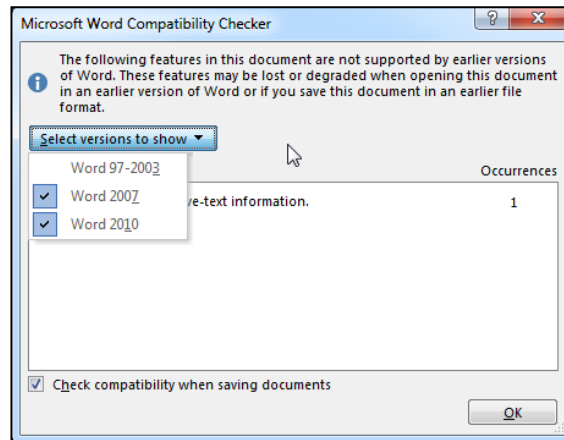 Microsoft Word Compatibility Checker
The following features in this document are not supported by earlier versions
of Word. These features may be lost or degraded when opening this document
in an earlier version of Word or if you save this document in an earlier file
format.
Select versions to show
Word 97-2003
Occurrences
Word 2007
ve-text information.
1
Word 2010
Check compatibility when saving documents
OK